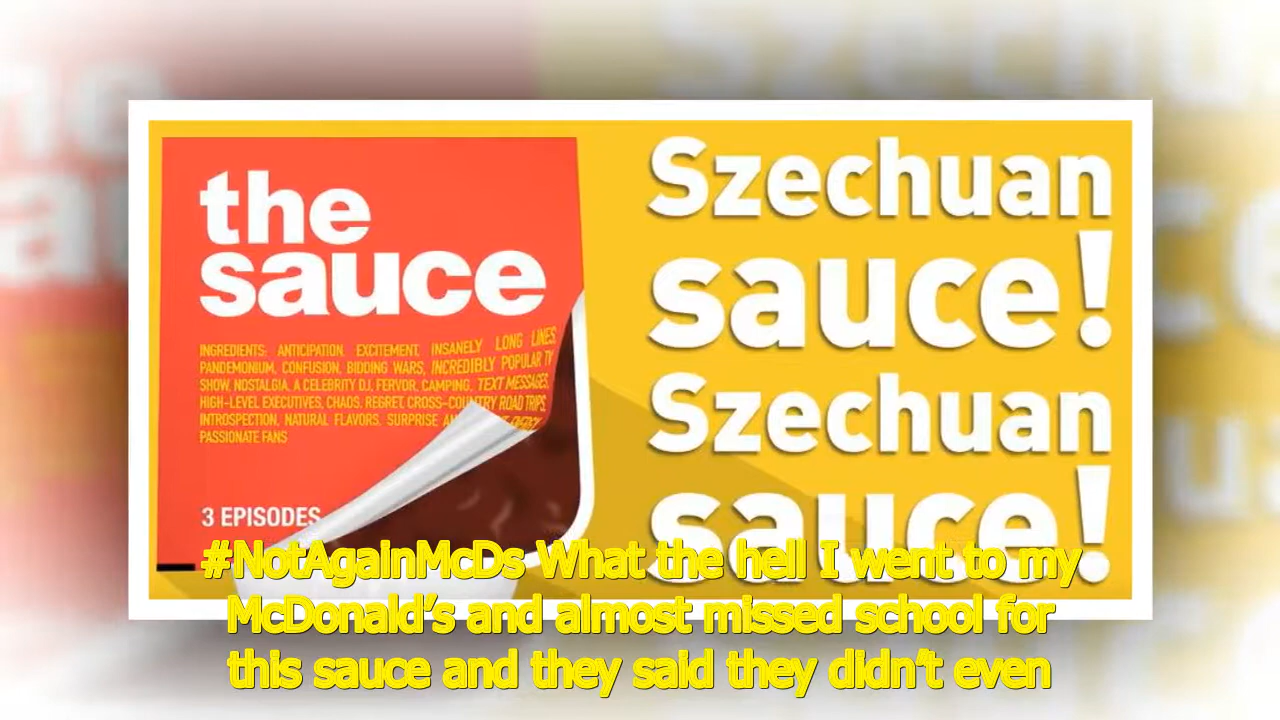 the
sauce
INGREDIENTS: ANTICIPATION, EXCITEMENT, INSANELY LONG LINES,
PANDEMONIUM, CONFUSION, BIDDING WARS, INCREDIBLY POPULAR TV
SHOW, NOSTALGIA, A CELEBRITY DJ, FERVOR, CAMPING, TEXT MESSAGES,
HIGH-LEVEL EXECUTIVES, CHAOS, REGRET, CROSS-COUNTRY ROAD TRIPS,
INTROSPECTION, NATURAL FLAVORS, SURPRISE
PASSIONATE FANS
3 EPISODES
Szechuan
sauce!
Szechuan
sauce!
#NotAgainMcDs What the hell I went to my
McDonald’s and almost missed school for
this sauce and they said they didn’t even